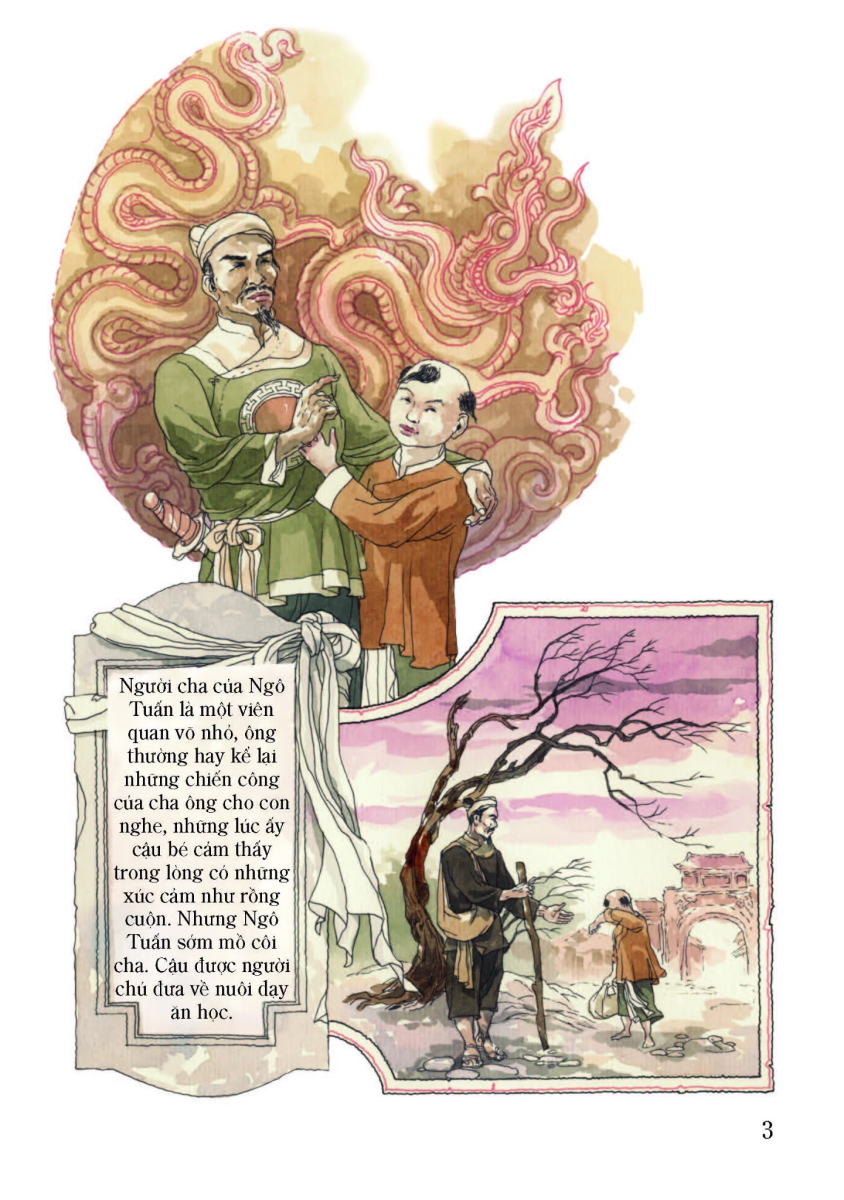 Người cha của Ngô
Tuấn là một viên
quan võ nhỏ, ông
thường hay kể lại
những chiến công
của cha ông cho con
nghe, những lúc ấy
cậu bé cảm thấy
trong lòng có những
xúc cảm như rồng
cuộn. Nhưng Ngô
Tuấn sớm mồ côi
cha. Cậu được người
chú đưa về nuôi dạy
ăn học.
3